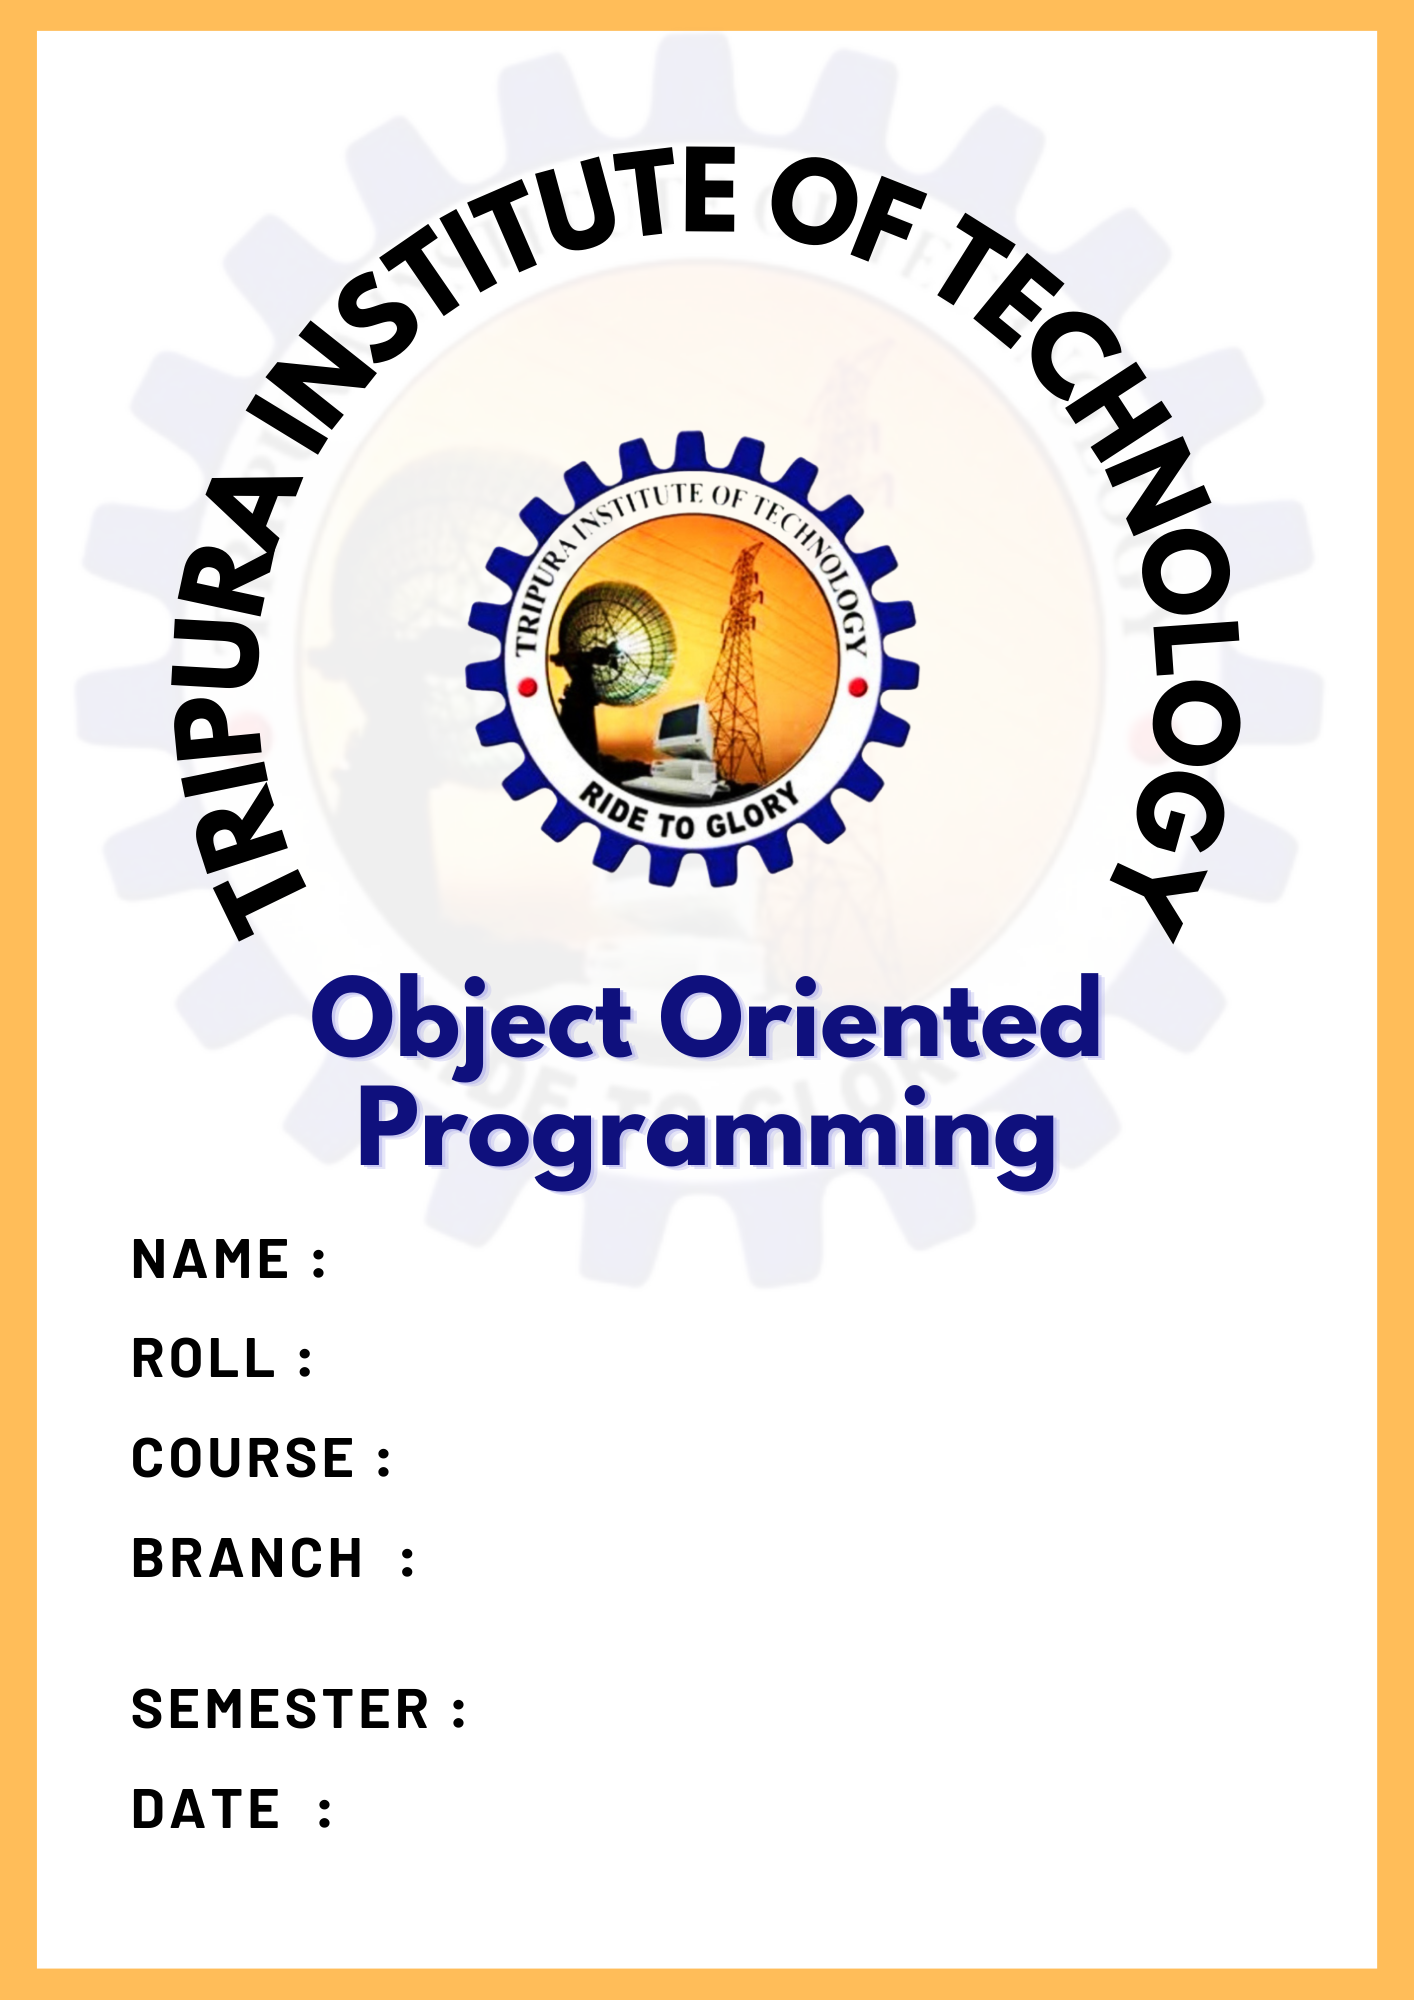 TRIPURA INSTITUTE OF TECHNOLOGY
TRIPURA INSTITUTE OF TECHNOLOGY
RIDE TO GLORY
Object Oriented
Programming
NAME :
ROLL :
COURSE :
BRANCH :
SEMESTER :
DATE :